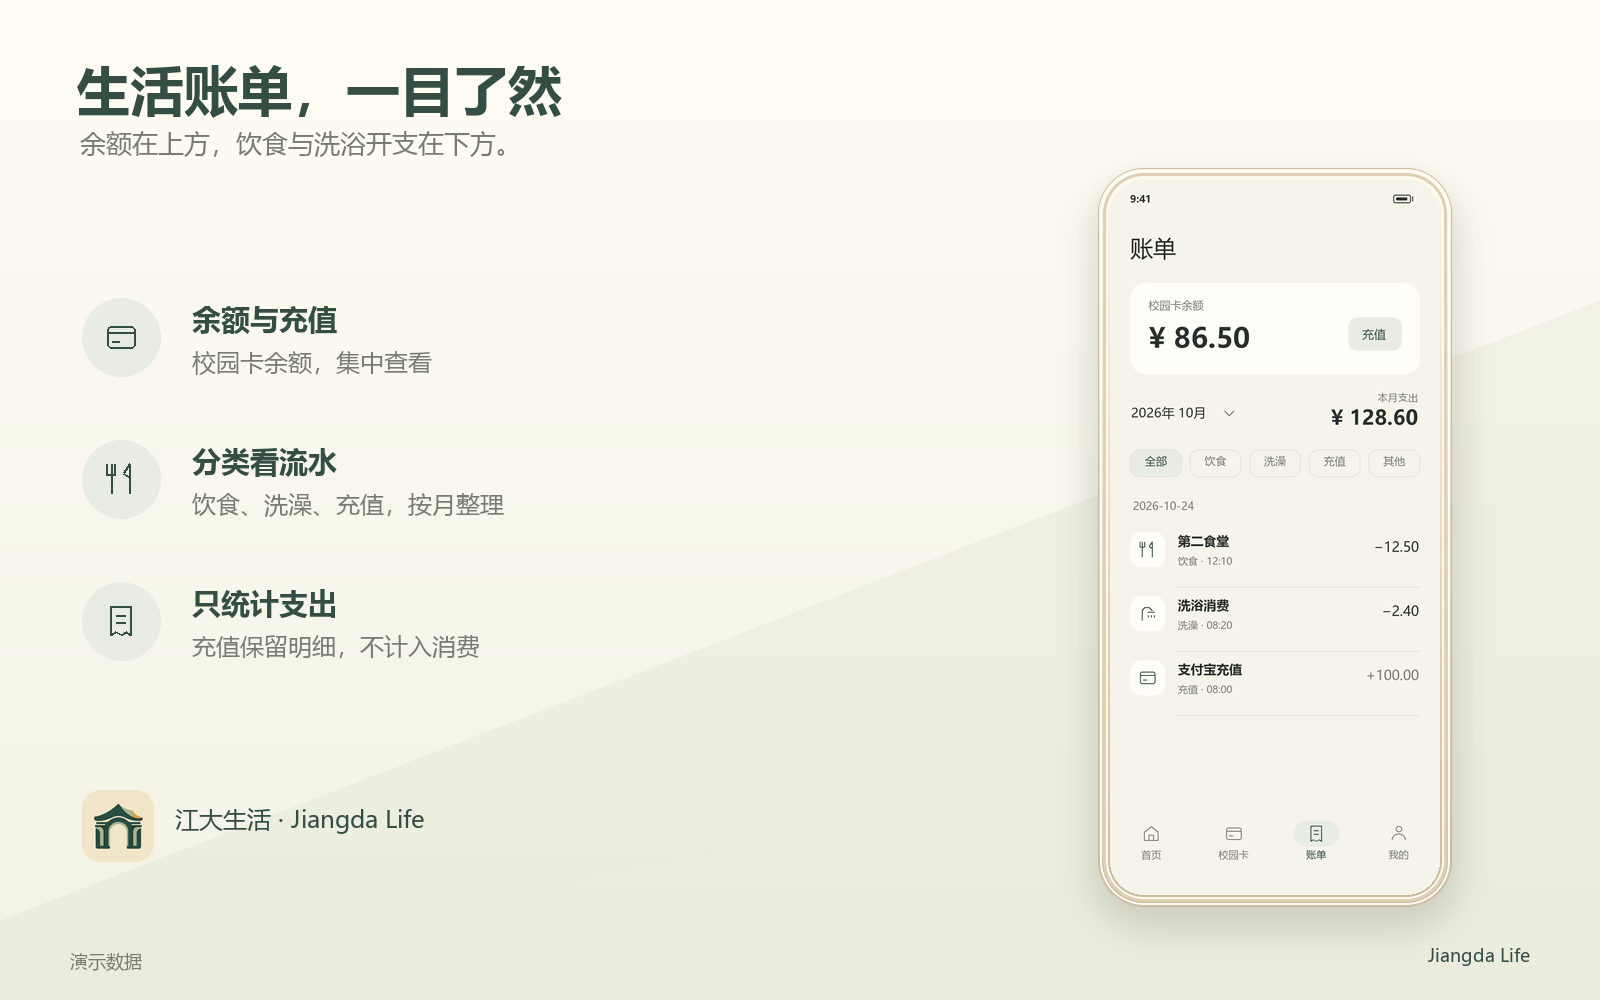 生活账单，一目了然
余额在上方，饮食与洗浴开支在下方。
余额与充值
校园卡余额，集中查看
分类看流水
饮食、洗澡、充值，按月整理
只统计支出
充值保留明细，不计入消费
江大生活 · Jiangda Life
演示数据
9:41
账单
校园卡余额
¥ 86.50
充值
2026年 10月
本月支出
¥ 128.60
全部 饮食 洗澡 充值 其他
2026-10-24
第二食堂
饮食 · 12:10
−12.50
洗浴消费
洗澡 · 08:20
−2.40
支付宝充值
充值 · 08:00
+100.00
首页 校园卡 账单 我的
Jiangda Life